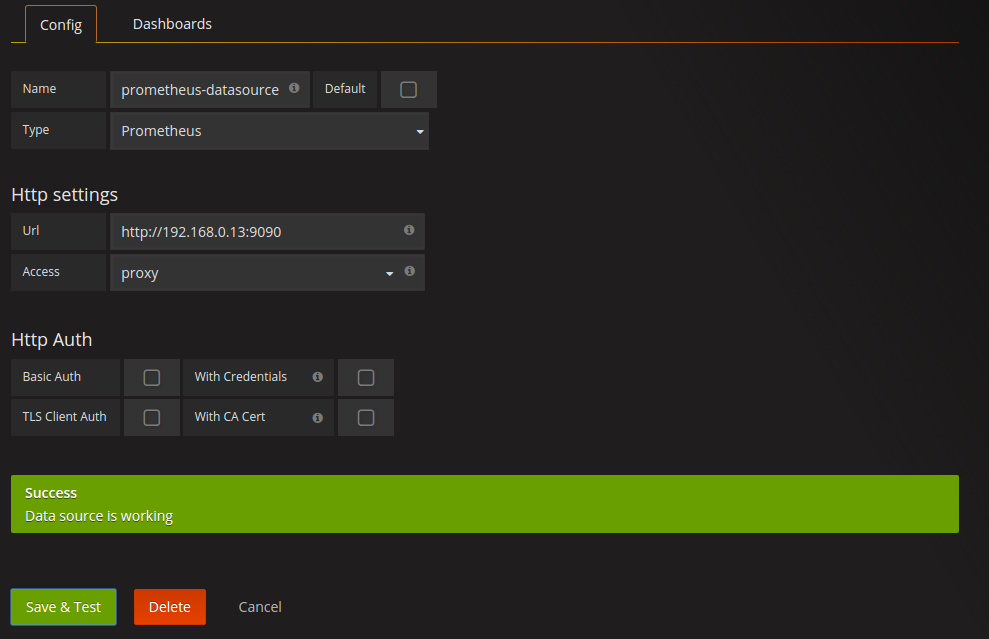 Config Dashboards
Name prometheus-datasource Default
Type Prometheus
Http settings
Url http://192.168.0.13:9090
Access proxy
Http Auth
Basic Auth With Credentials
TLS Client Auth With CA Cert
Success
Data source is working
Save & Test Delete Cancel